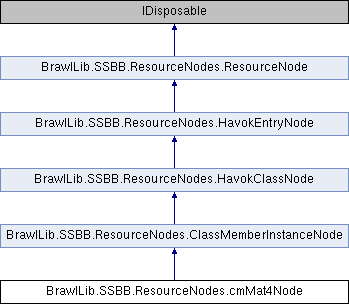 IDisposable
BrawlLib.SSBB.ResourceNodes.ResourceNode
BrawlLib.SSBB.ResourceNodes.HavokEntryNode
BrawlLib.SSBB.ResourceNodes.HavokClassNode
BrawlLib.SSBB.ResourceNodes.ClassMemberInstanceNode
BrawlLib.SSBB.ResourceNodes.cmMat4Node